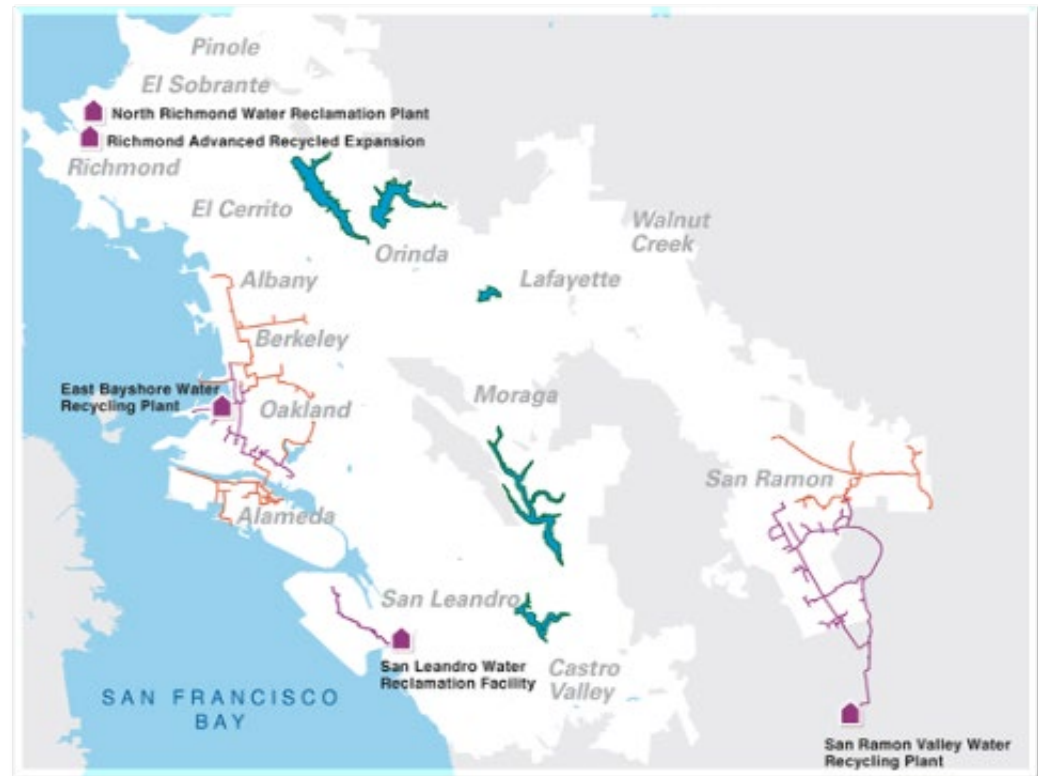 Pinole
El Sobrante
North Richmond Water Reclamation Plant
Richmond Advanced Recycled Expansion
Richmond
El Cerrito
Walnut
Creek
Orinda
Albany
Lafayette
Berkeley
East Bayshore Water
Recycling Plant
Oakland
Moraga
San Ramon
Alameda
San Leandro
San Leandro Water
Reclamation Facility
Castro
Valley
SAN FRANCISCO
BAY
San Ramon Valley Water
Recycling Plant